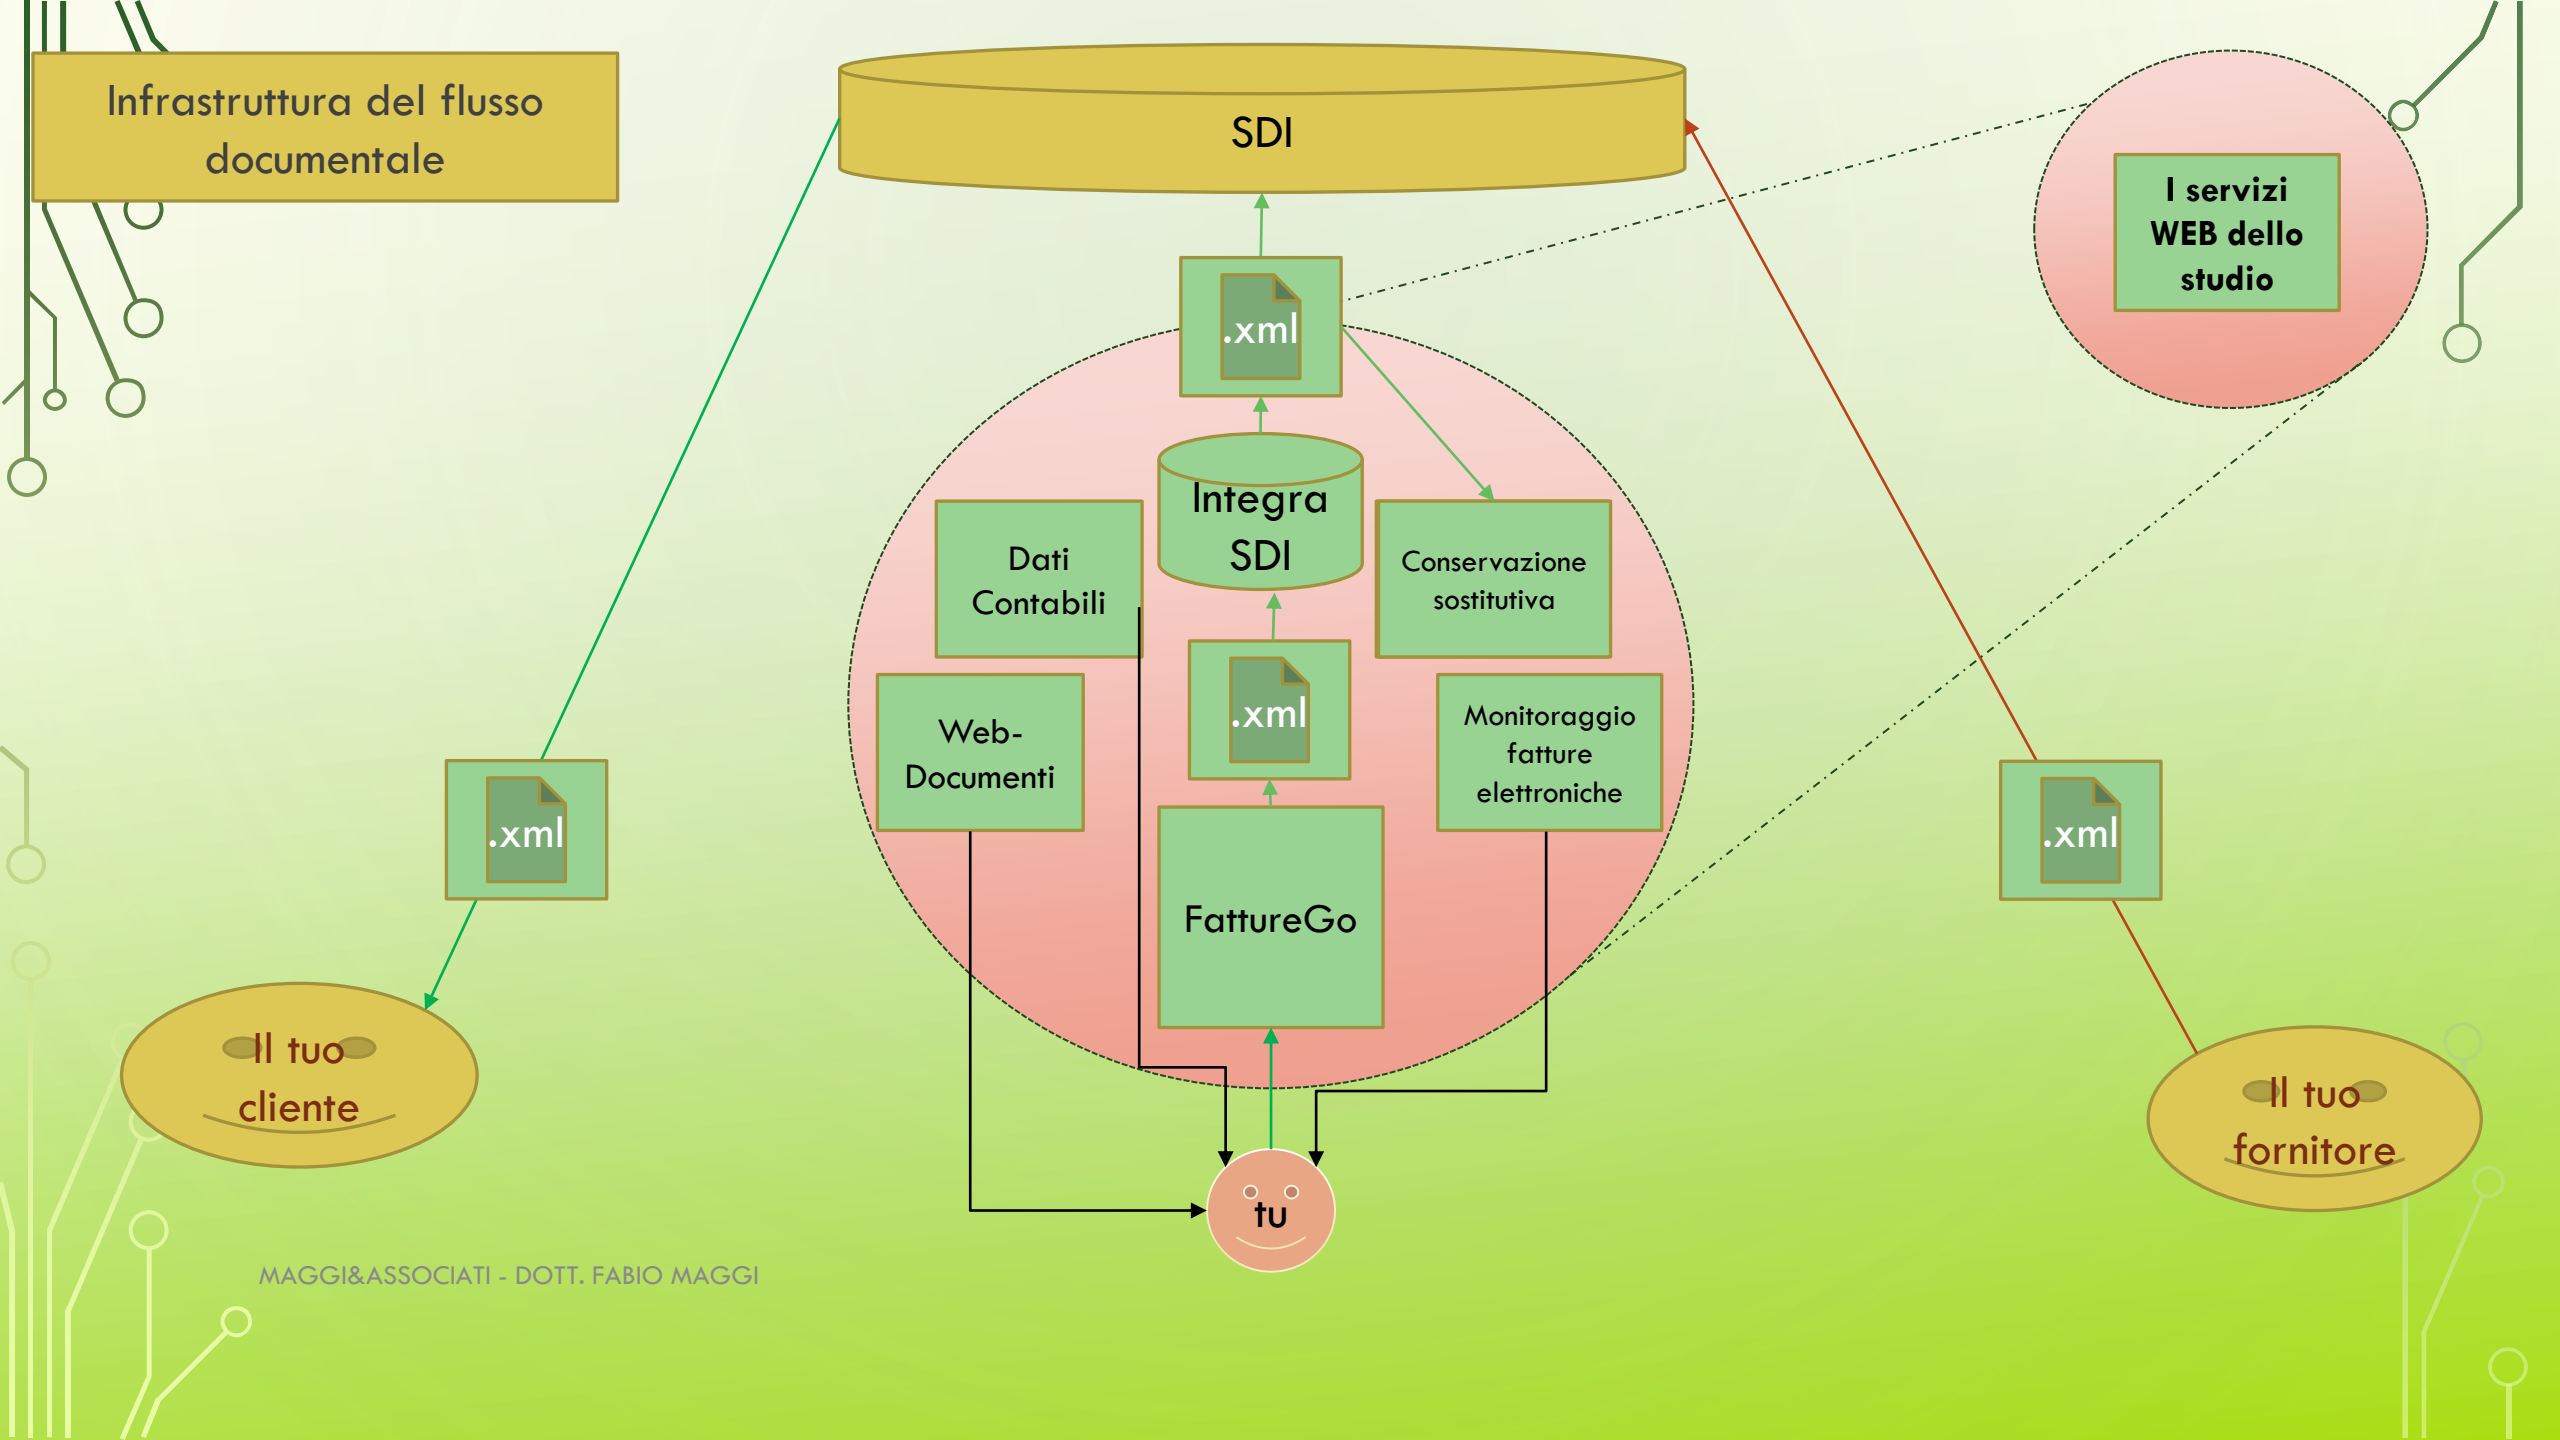 Infrastruttura del flusso
documentale
SDI
I servizi
WEB dello
studio
.xml
Integra
SDI
Dati
Contabili
Conservazione
sostitutiva
Web-
Documenti
.xml
Monitoraggio
fatture
elettroniche
.xml
.xml
FattureGo
Il tuo
cliente
Il tuo
fornitore
tu
MAGGI&ASSOCIATI - DOTT. FABIO MAGGI